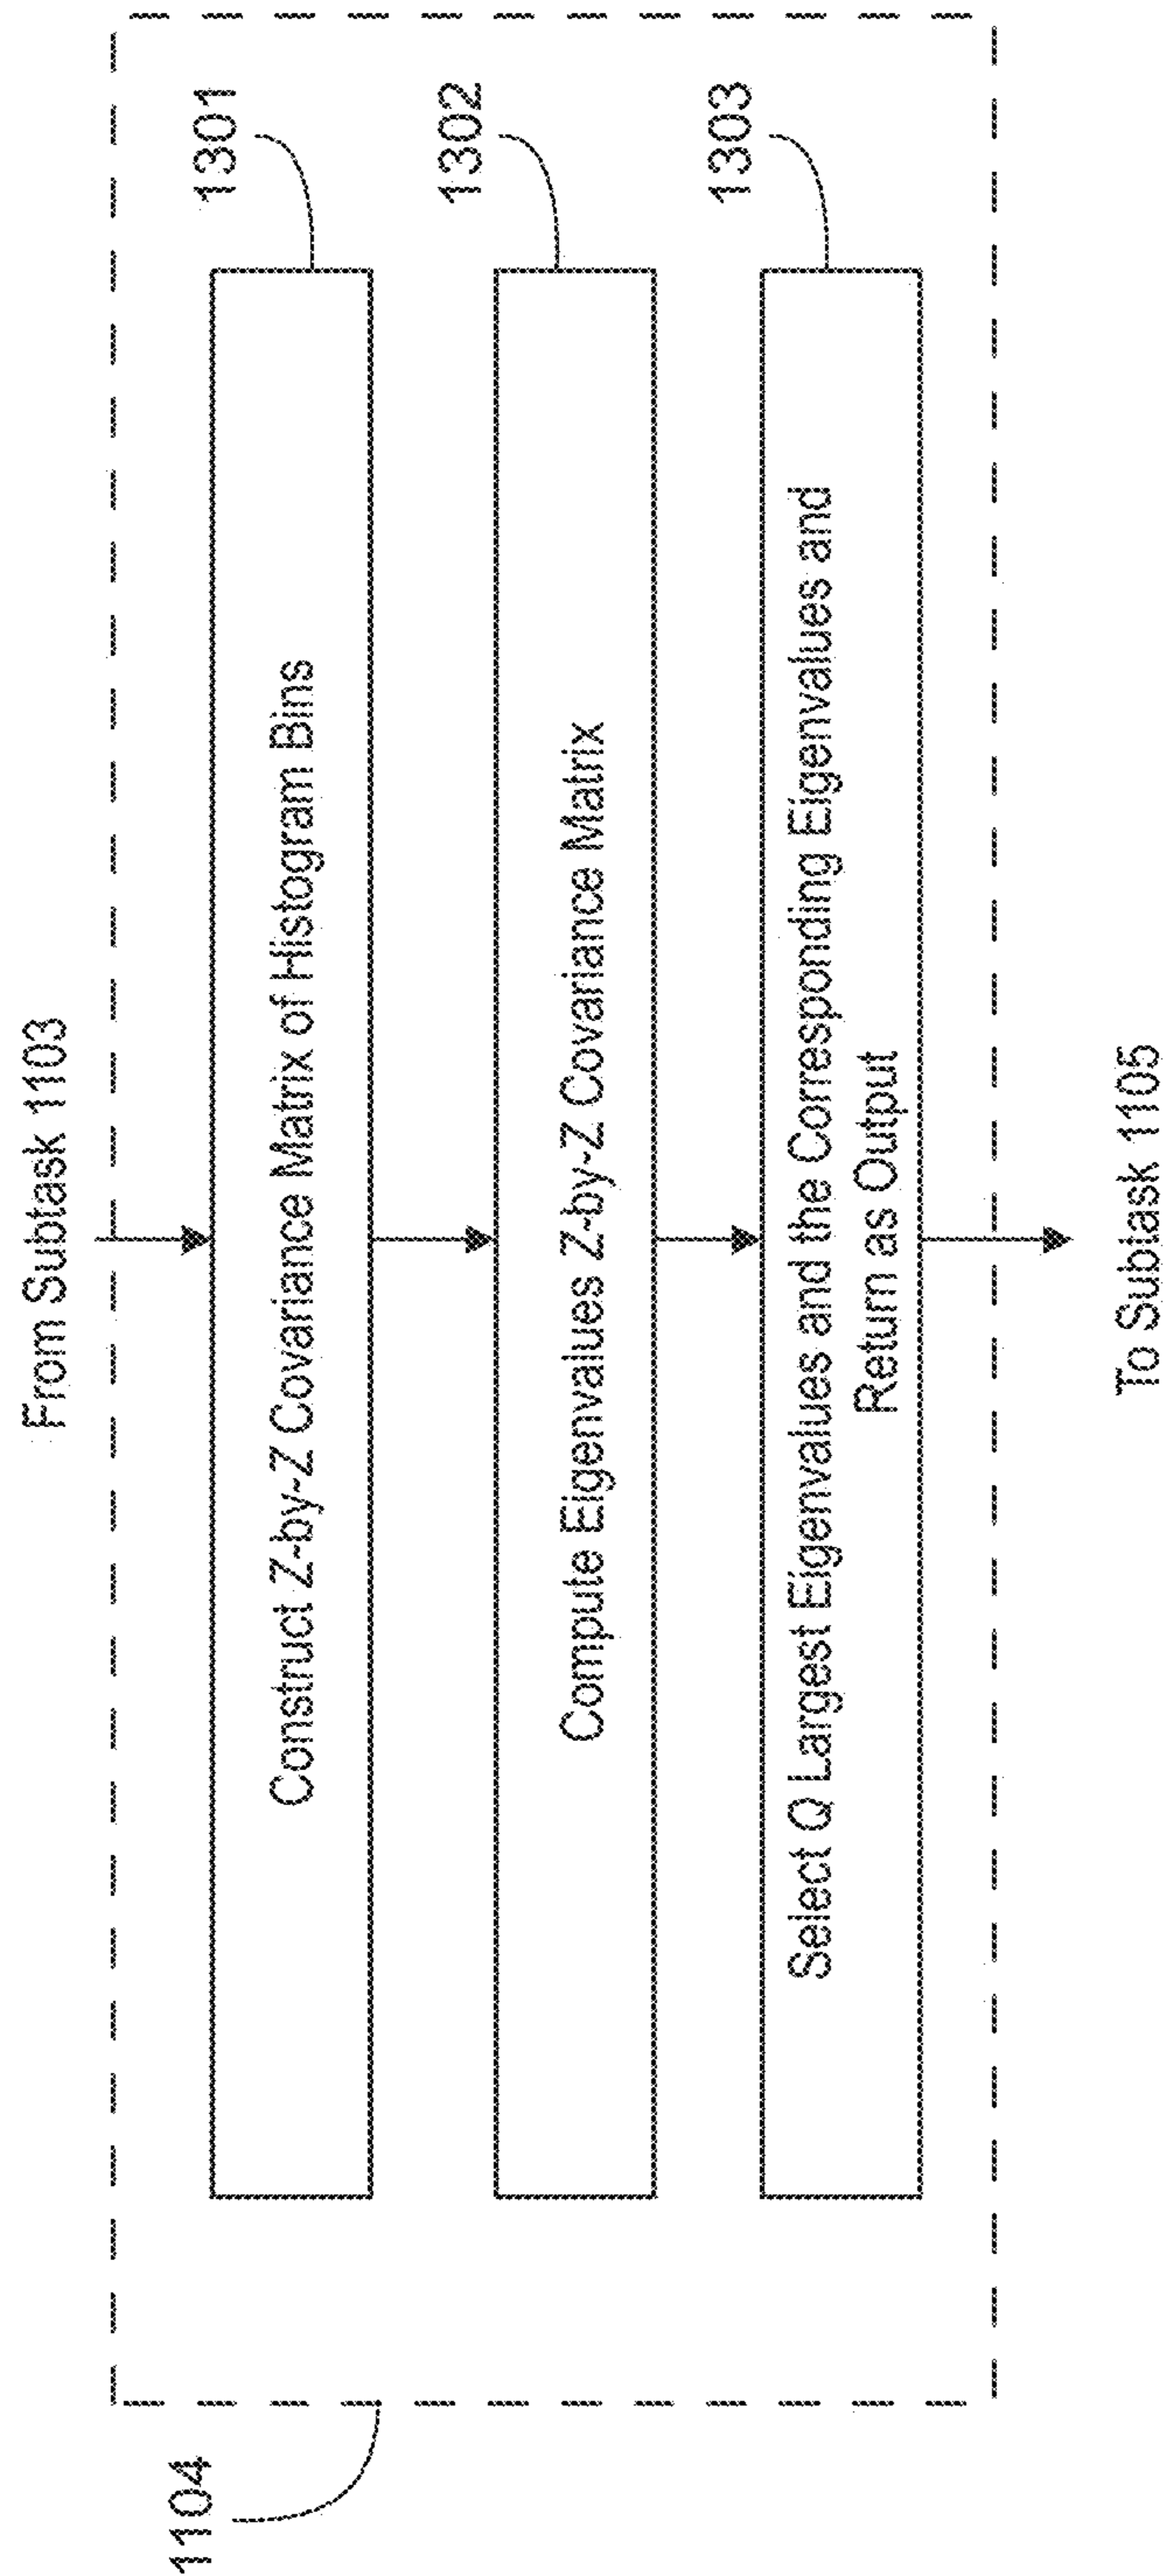 From Subtask 1103
1104
1301
Construct Z-by-Z Covariance Matrix of Histogram Bins
1302
Compute Eigenvalues Z-by-Z Covariance Matrix
1303
Select Q Largest Eigenvalues and the Corresponding Eigenvalues and
Return as Output
To Subtask 1105